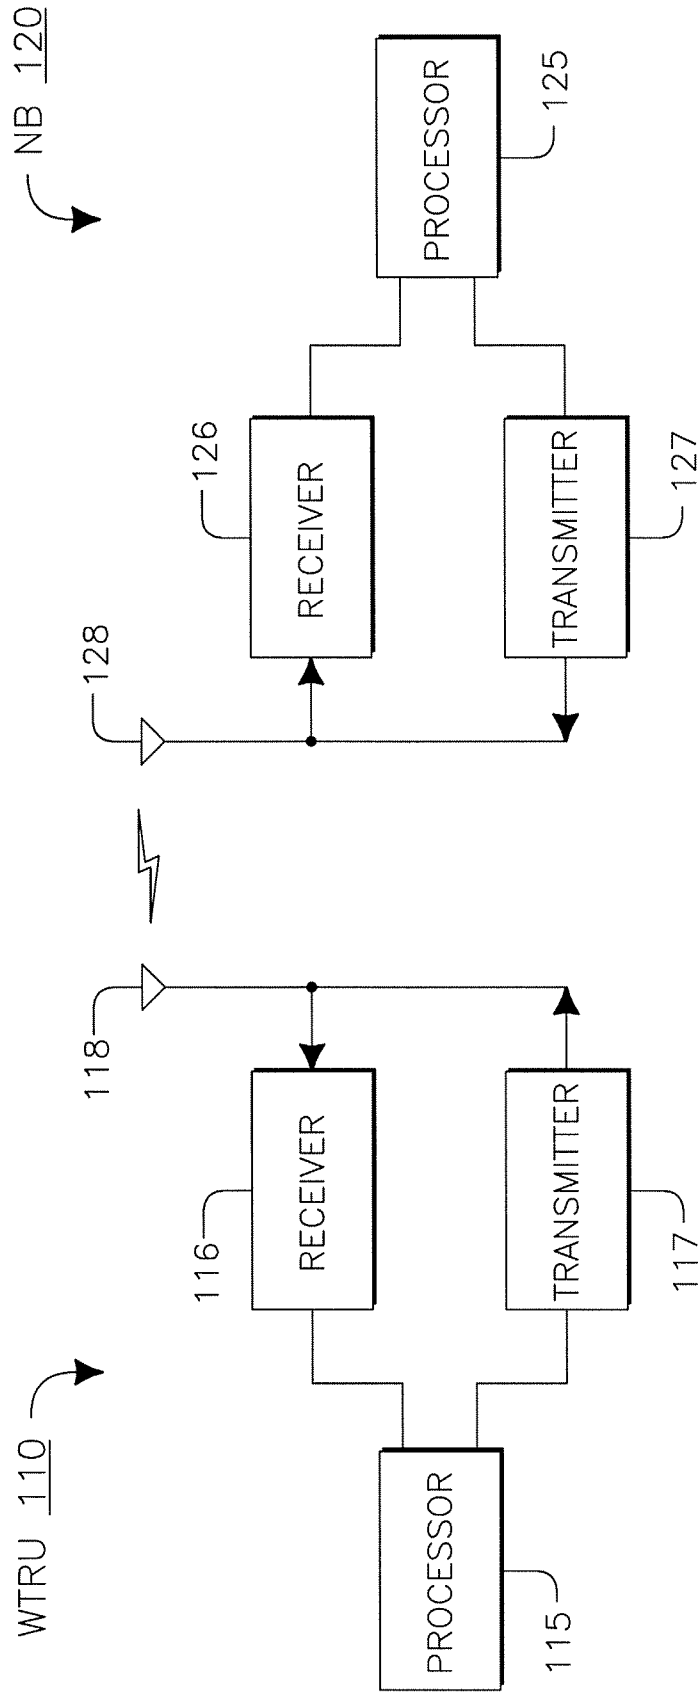 WTRU 110
NB 120
118
128
116
126
RECEIVER
RECEIVER
PROCESSOR
PROCESSOR
115
125
TRANSMITTER
TRANSMITTER
117
127